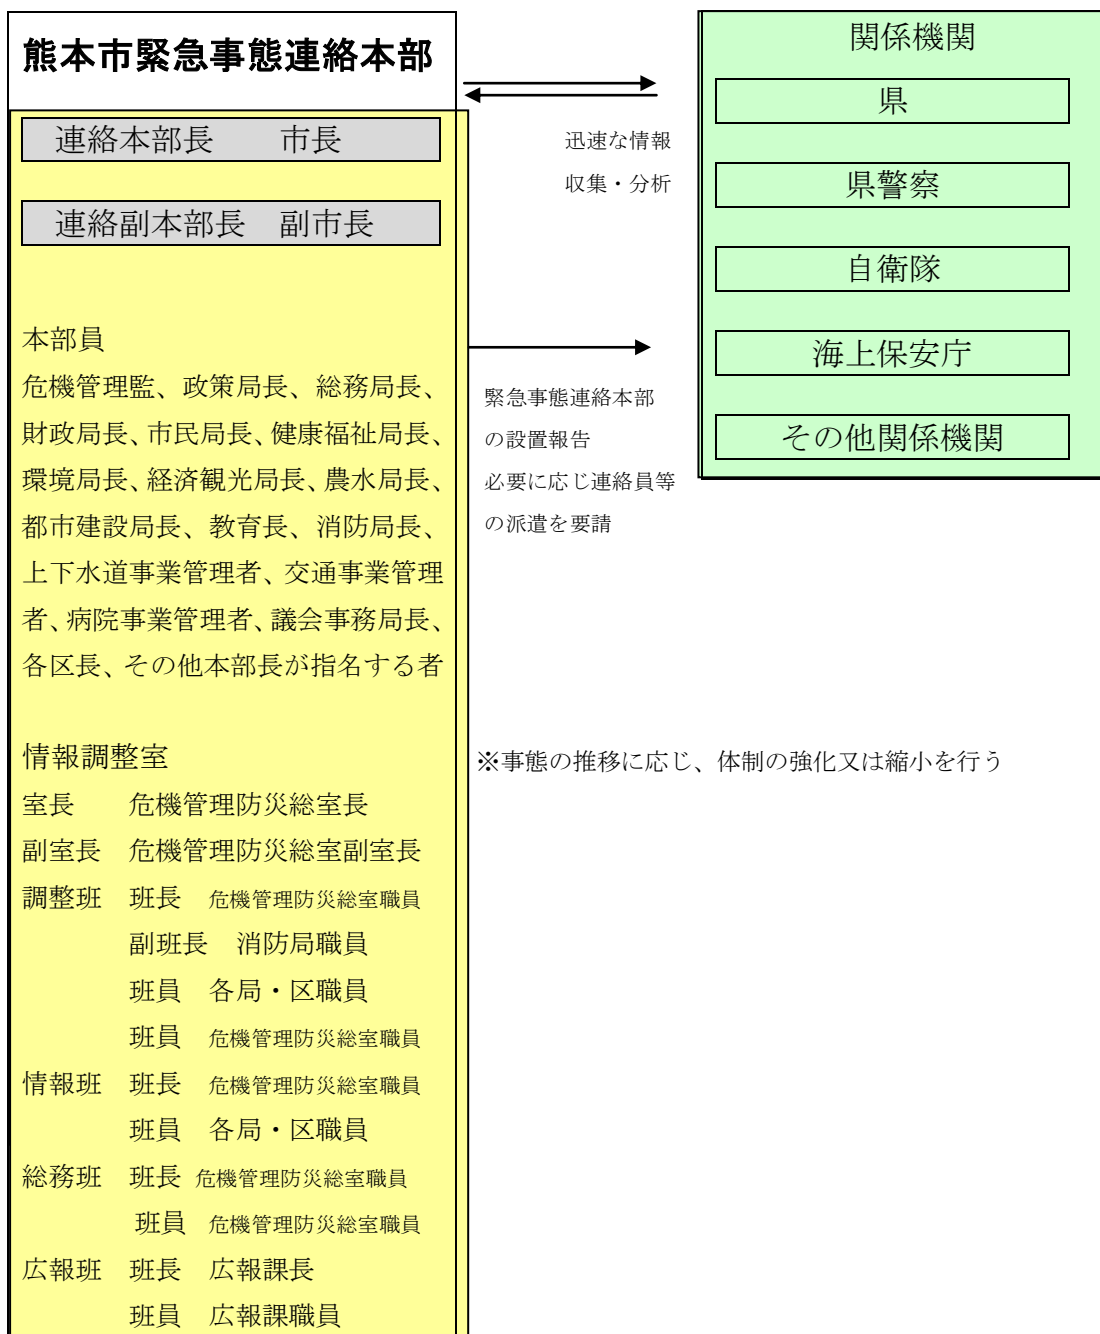 熊本市緊急事態連絡本部
連絡本部長　　市長
連絡副本部長　副市長
本部員
危機管理監、政策局長、総務局長、
財政局長、市民局長、健康福祉局長、
環境局長、経済観光局長、農水局長、
都市建設局長、教育長、消防局長、
上下水道事業管理者、交通事業管理
者、病院事業管理者、議会事務局長、
各区長、その他本部長が指名する者
情報調整室
室長　危機管理防災総室長
副室長　危機管理防災総室副室長
調整班　班長　危機管理防災総室職員
副班長　消防局職員
班員　各局・区職員
班員　危機管理防災総室職員
情報班　班長　危機管理防災総室職員
班員　各局・区職員
総務班　班長 危機管理防災総室職員
班員　危機管理防災総室職員
広報班　班長　広報課長
班員　広報課職員
迅速な情報
収集・分析
緊急事態連絡本部
の設置報告
必要に応じ連絡員等
の派遣を要請
関係機関
県
県警察
自衛隊
海上保安庁
その他関係機関
※事態の推移に応じ、体制の強化又は縮小を行う